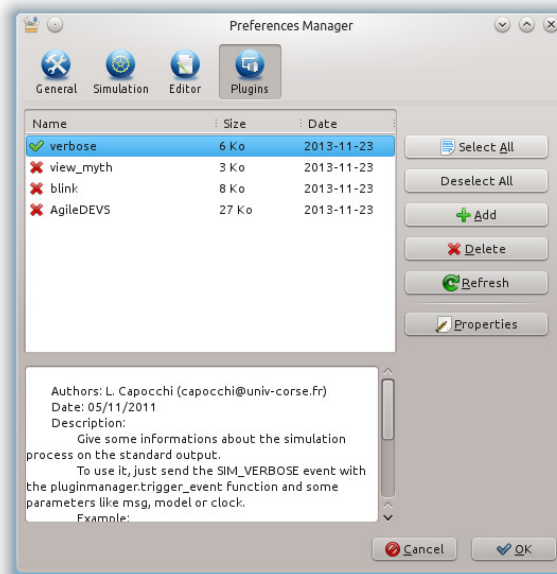 Preferences Manager
General Simulation Editor Plugins
Name Size Date
verbose 6 Ko 2013-11-23
view_myth 3 Ko 2013-11-23
blink 8 Ko 2013-11-23
AgileDEVS 27 Ko 2013-11-23
Select All
Deselect All
Add
Delete
Refresh
Properties
Authors: L. Capocchi (capocchi@univ-corse.fr)
Date: 05/11/2011
Description:
Give some informations about the simulation
process on the standard output.
To use it, just send the SIM_VERBOSE event with
the pluginmanager.trigger_event function and some
parameters like msg, model or clock.
Example:
Cancel OK